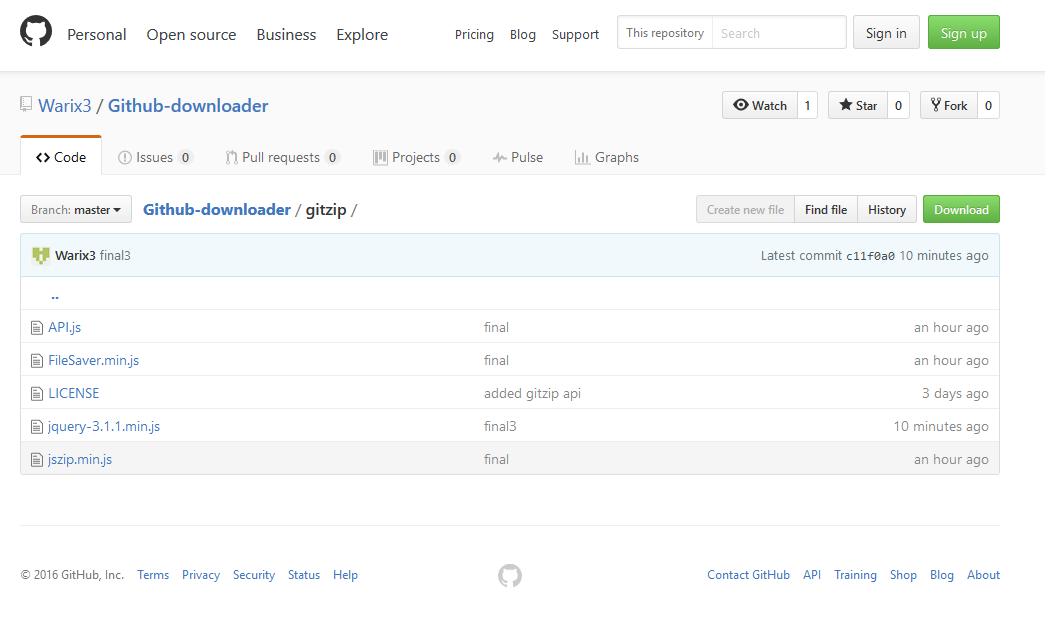 Personal Open source Business Explore Pricing Blog Support This repository Search Sign in Sign up
Warix3 / Github-downloader Watch 1 Star 0 Fork 0
Code Issues 0 Pull requests 0 Projects 0 Pulse Graphs
Branch: master Github-downloader / gitzip / Create new file Find file History Download
Warix3 final3 Latest commit c11f0a0 10 minutes ago
..
API.js final an hour ago
FileSaver.min.js final an hour ago
LICENSE added gitzip api 3 days ago
jquery-3.1.1.min.js final3 10 minutes ago
jszip.min.js final an hour ago
© 2016 GitHub, Inc. Terms Privacy Security Status Help Contact GitHub API Training Shop Blog About